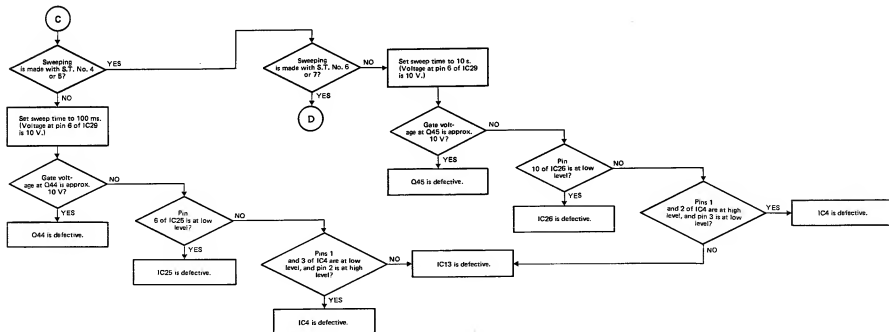 C
Sweeping
is made with S.T. No. 4
or 5?
YES
NO
Sweeping
is made with S.T. No. 6
or 7?
NO
YES
D
Set sweep time to 10 s.
(Voltage at pin 6 of IC29
is 10 V.)
Set sweep time to 100 ms.
(Voltage at pin 6 of IC29
is 10 V.)
Gate volt-
age at Q45 is approx.
10 V?
NO
YES
Q45 is defective.
Pin
10 of IC26 is at low
level?
NO
YES
IC26 is defective.
Pins 1
and 2 of IC4 are at high
level, and pin 3 is at low
level?
YES
NO
IC4 is defective.
Gate volt-
age at Q44 is approx.
10 V?
NO
YES
Q44 is defective.
Pin
6 of IC25 is at low
level?
NO
YES
IC25 is defective.
Pins 1
and 3 of IC4 are at low
level, and pin 2 is at high
level?
NO
YES
IC13 is defective.
IC4 is defective.